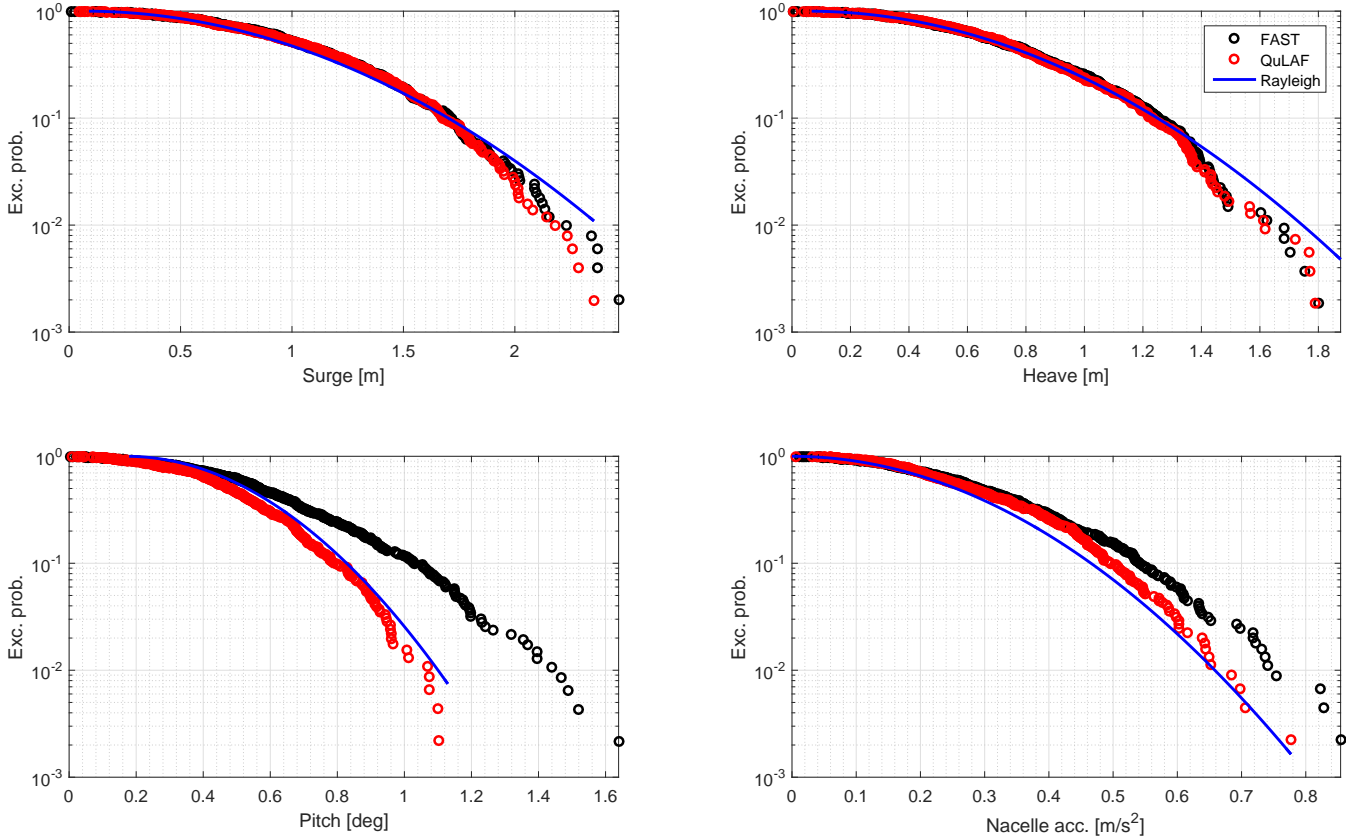 10^0
10^-1
10^-2
10^-3
Exc. prob.
0 0.5 1 1.5 2
Surge [m]
10^0
10^-1
10^-2
10^-3
Exc. prob.
FAST
QuLAF
Rayleigh
0 0.2 0.4 0.6 0.8 1 1.2 1.4 1.6 1.8
Heave [m]
10^0
10^-1
10^-2
10^-3
Exc. prob.
0 0.2 0.4 0.6 0.8 1 1.2 1.4 1.6
Pitch [deg]
10^0
10^-1
10^-2
10^-3
Exc. prob.
0 0.1 0.2 0.3 0.4 0.5 0.6 0.7 0.8
Nacelle acc. [m/s^2]